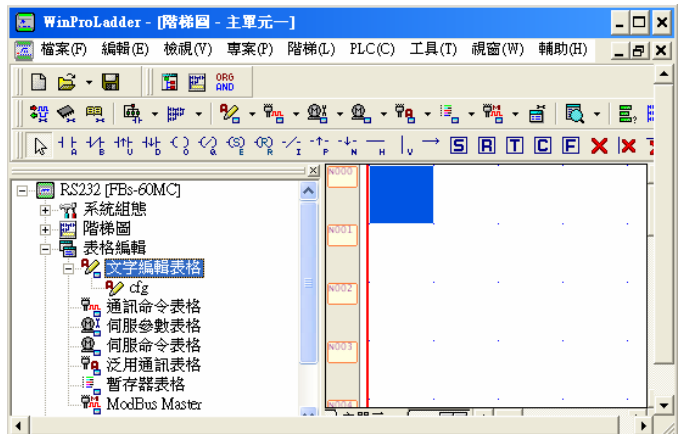 WinProLadder - [階梯圖 - 主單元一]
檔案(F) 編輯(E) 檢視(V) 專案(P) 階梯(L) PLC(C) 工具(T) 視窗(W) 輔助(H)
ORG
AND
A B U D O Q E R I P N H V S R T C F
RS232 [FBs-60MC]
系統組態
階梯圖
表格編輯
文字編輯表格
cfg
通訊命令表格
伺服參數表格
伺服命令表格
泛用通訊表格
暫存器表格
ModBus Master
N000
N001
N002
N003
N004